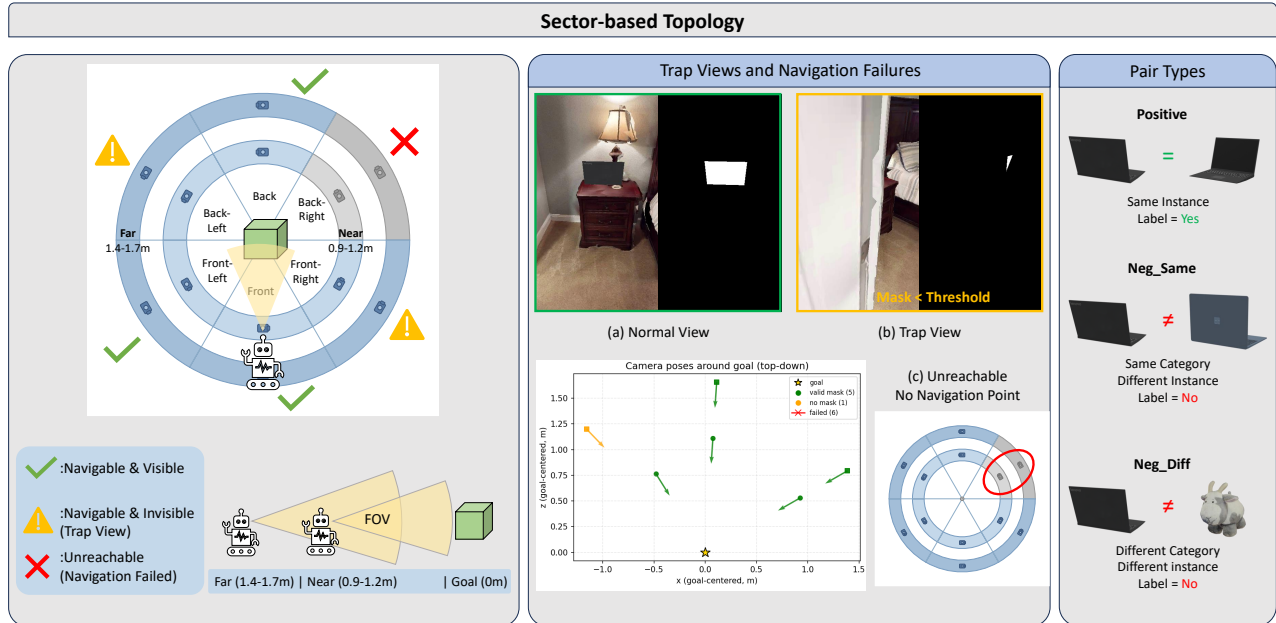 Sector-based Topology
Back
Back-
Left
Back-
Right
Far
1.4-1.7m
Near
0.9-1.2m
Front-
Left
Front-
Right
Front
:Navigable & Visible
:Navigable & Invisible
(Trap View)
:Unreachable
(Navigation Failed)
FOV
Far (1.4-1.7m) | Near (0.9-1.2m)
| Goal (0m)
Trap Views and Navigation Failures
Mask < Threshold
(a) Normal View
(b) Trap View
Camera poses around goal (top-down)
goal
valid mask (5)
no mask (1)
failed (6)
z (goal-centered, m)
1.50
1.25
1.00
0.75
0.50
0.25
0.00
−1.0
−0.5
0.0
0.5
1.0
1.5
x (goal-centered, m)
(c) Unreachable
No Navigation Point
Pair Types
Positive
=
Same Instance
Label = Yes
Neg_Same
≠
Same Category
Different Instance
Label = No
Neg_Diff
≠
Different Category
Different instance
Label = No